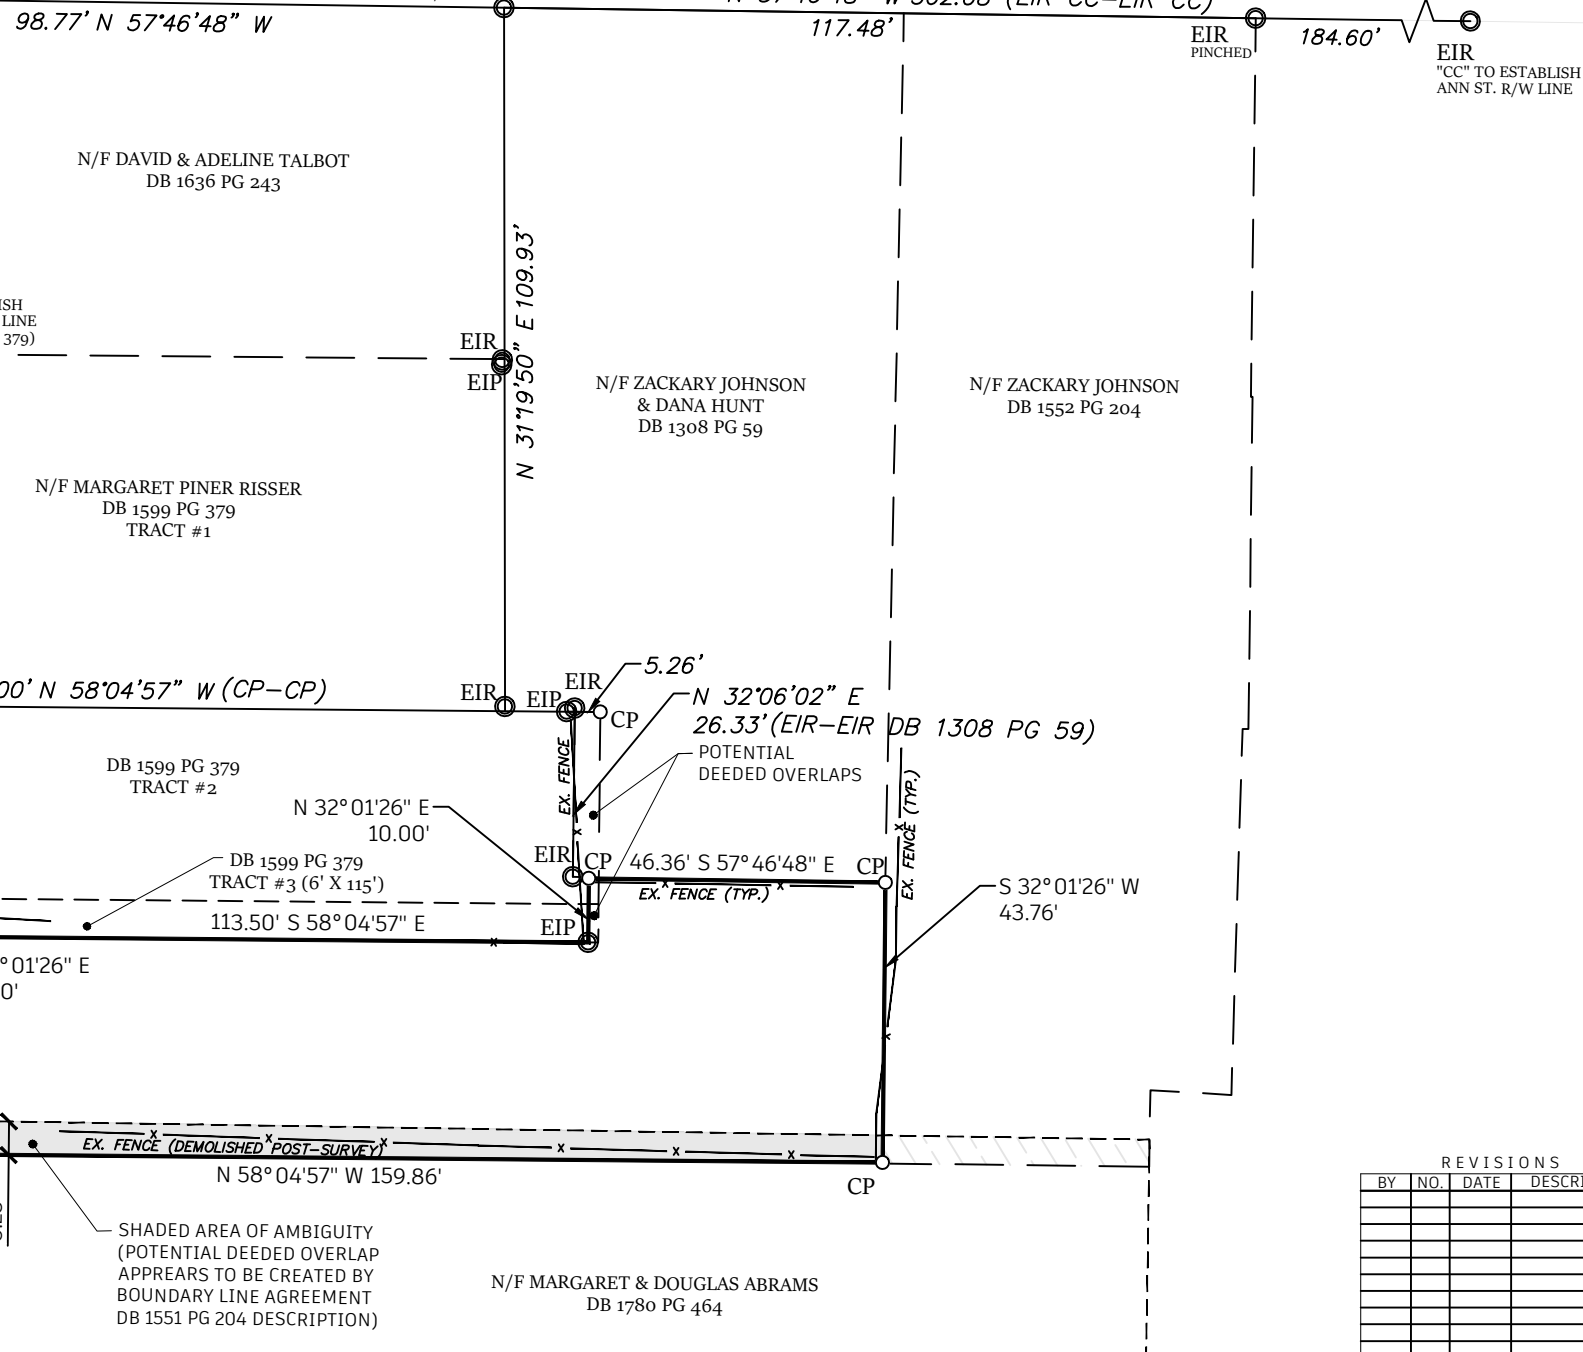 98.77' N 57°46'48" W
117.48'
EIR
PINCHED
184.60'
EIR
"CC" TO ESTABLISH
ANN ST. R/W LINE
N/F DAVID & ADELINE TALBOT
DB 1636 PG 243
N 31°19'50" E 109.93'
LINE
379)
EIR
EIP
N/F ZACKARY JOHNSON
& DANA HUNT
DB 1308 PG 59
N/F ZACKARY JOHNSON
DB 1552 PG 204
N/F MARGARET PINER RISSER
DB 1599 PG 379
TRACT #1
00' N 58°04'57" W (CP-CP)
EIR
EIP
EIR
5.26'
CP
N 32°06'02" E
26.33' (EIR-EIR DB 1308 PG 59)
POTENTIAL
DEEDED OVERLAPS
EX. FENCE
EX. FENCE (TYP.)
DB 1599 PG 379
TRACT #2
N 32°01'26" E
10.00'
DB 1599 PG 379
TRACT #3 (6' X 115')
EIR
CP
46.36' S 57°46'48" E
CP
EX. FENCE (TYP.)
S 32°01'26" W
43.76'
113.50' S 58°04'57" E
EIP
°01'26" E
0'
EX. FENCE (DEMOLISHED POST-SURVEY)
N 58°04'57" W 159.86'
CP
SHADED AREA OF AMBIGUITY
(POTENTIAL DEEDED OVERLAP
APPREARS TO BE CREATED BY
BOUNDARY LINE AGREEMENT
DB 1551 PG 204 DESCRIPTION)
N/F MARGARET & DOUGLAS ABRAMS
DB 1780 PG 464
REVISIONS
BY NO. DATE DESCRI